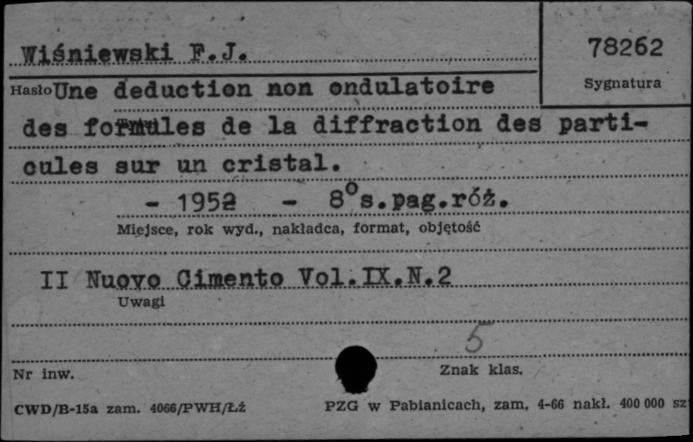 Wiśniewski F.J.
78262
Sygnatura
Hasło Une deduction non ondulatoire
des formules de la diffraction des parti-
cules sur un cristal.
- 1952 - 8°s.pag.róż.
Miejsce, rok wyd., nakładca, format, objętość
II Nuovo Cimento Vol.IX.N.2
Uwagi
5
Nr inw.
Znak klas.
CWD/B-15a zam. 4066/PWH/Łź
PZG w Pabianicach, zam. 4-66 nakł. 400 000 sz